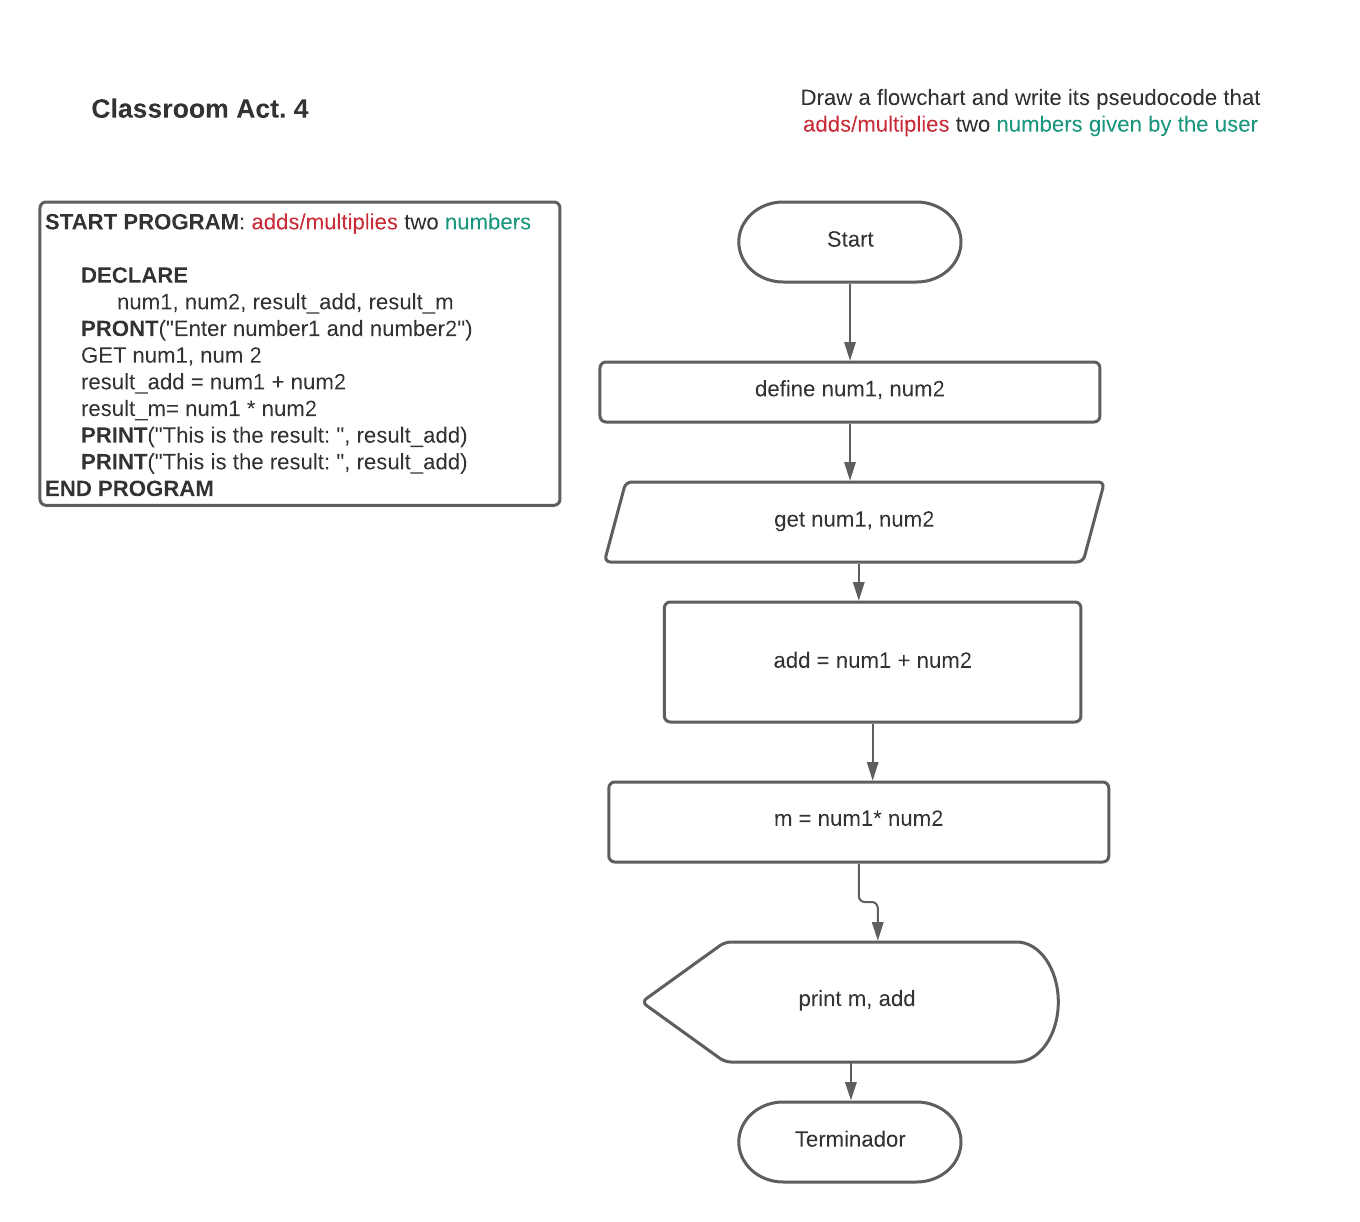 Classroom Act. 4
Draw a flowchart and write its pseudocode that
adds/multiplies two numbers given by the user
START PROGRAM: adds/multiplies two numbers
DECLARE
num1, num2, result_add, result_m
PRONT("Enter number1 and number2")
GET num1, num 2
result_add = num1 + num2
result_m= num1 * num2
PRINT("This is the result: ", result_add)
PRINT("This is the result: ", result_add)
END PROGRAM
Start
define num1, num2
get num1, num2
add = num1 + num2
m = num1* num2
print m, add
Terminador